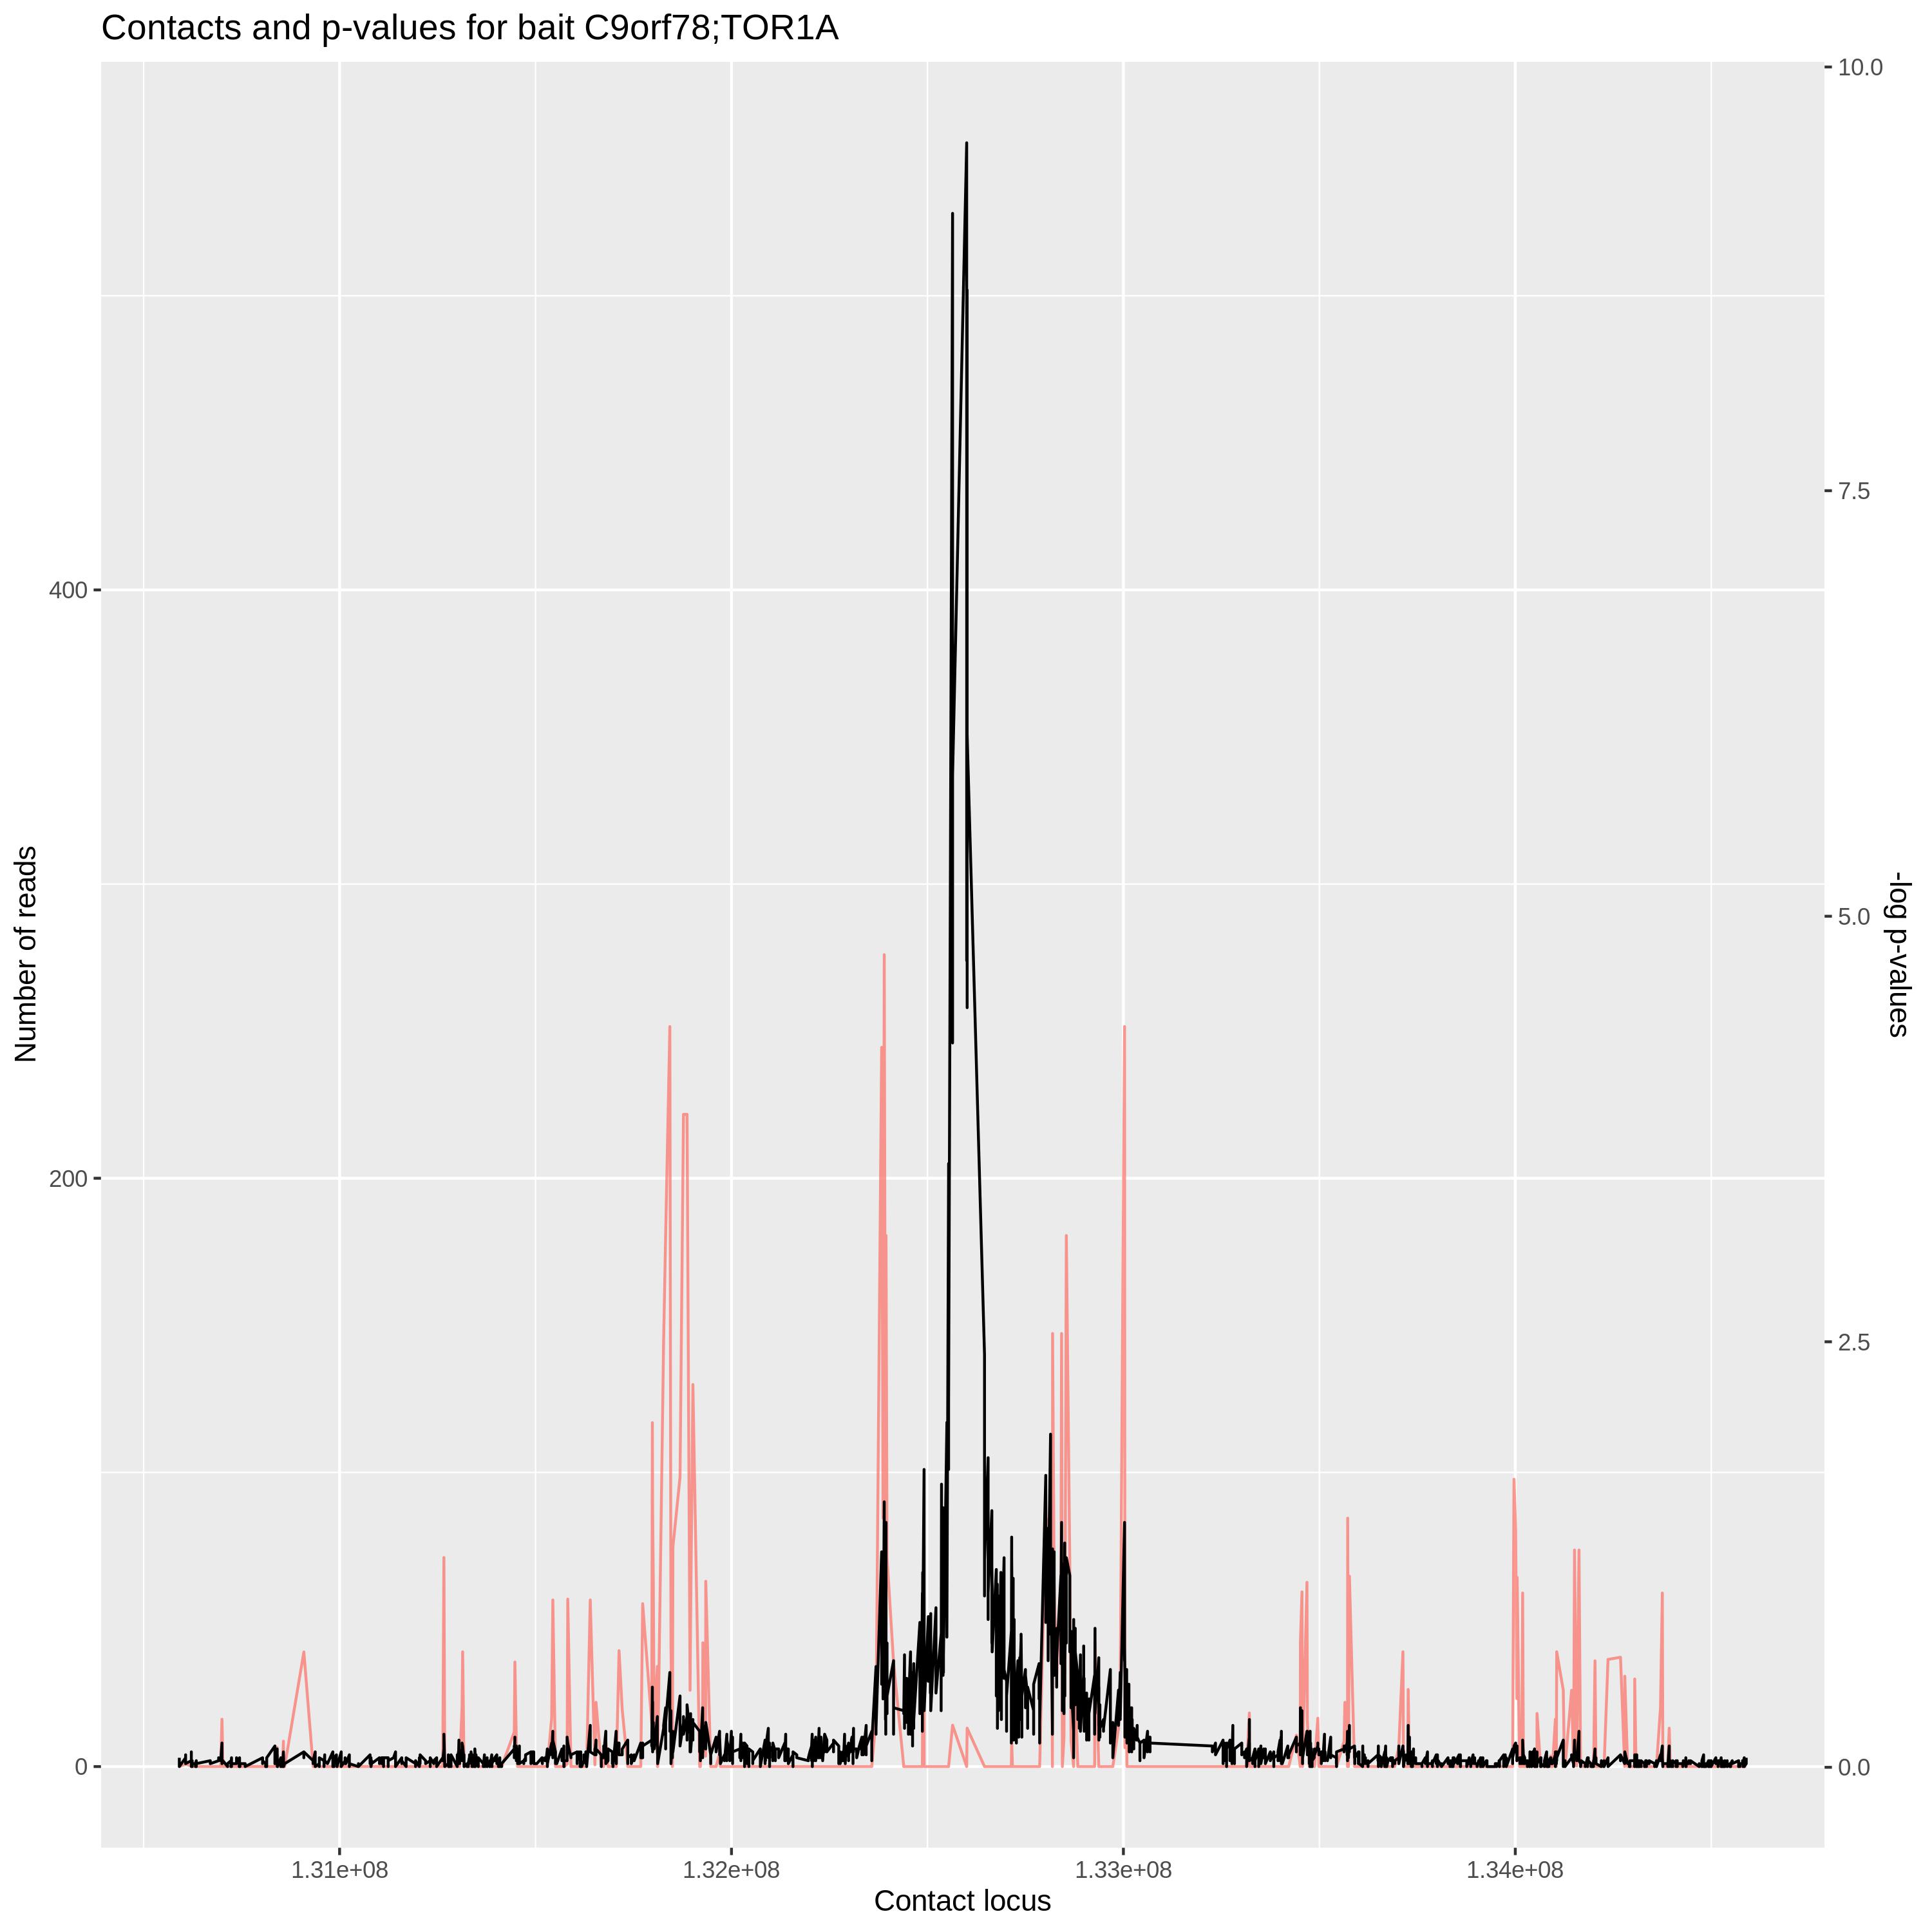 Contacts and p-values for bait C9orf78;TOR1A
10.0
7.5
400
5.0
Number of reads
-log p-values
200
2.5
0
0.0
1.31e+08
1.32e+08
1.33e+08
1.34e+08
Contact locus